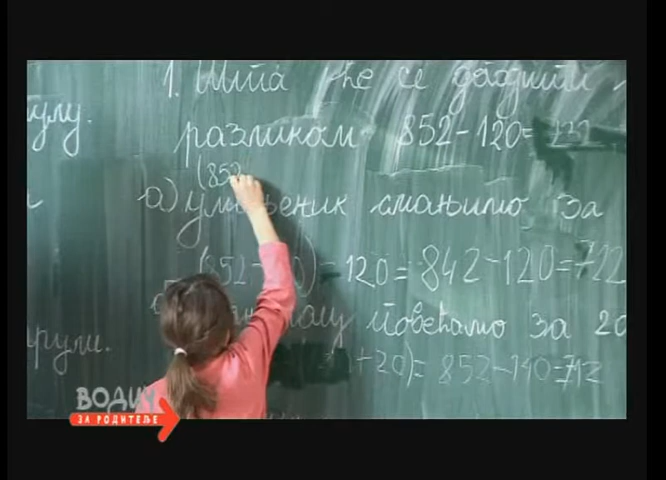 1. Шта ће се догодити
нулу. разликом 852-120=732
(852
а) умањеник смањимо за
(852-10)-120=842-120=722
повећамо за 20
+20)=852-140=712
ВОДИЧ
ЗА РОДИТЕЉЕ